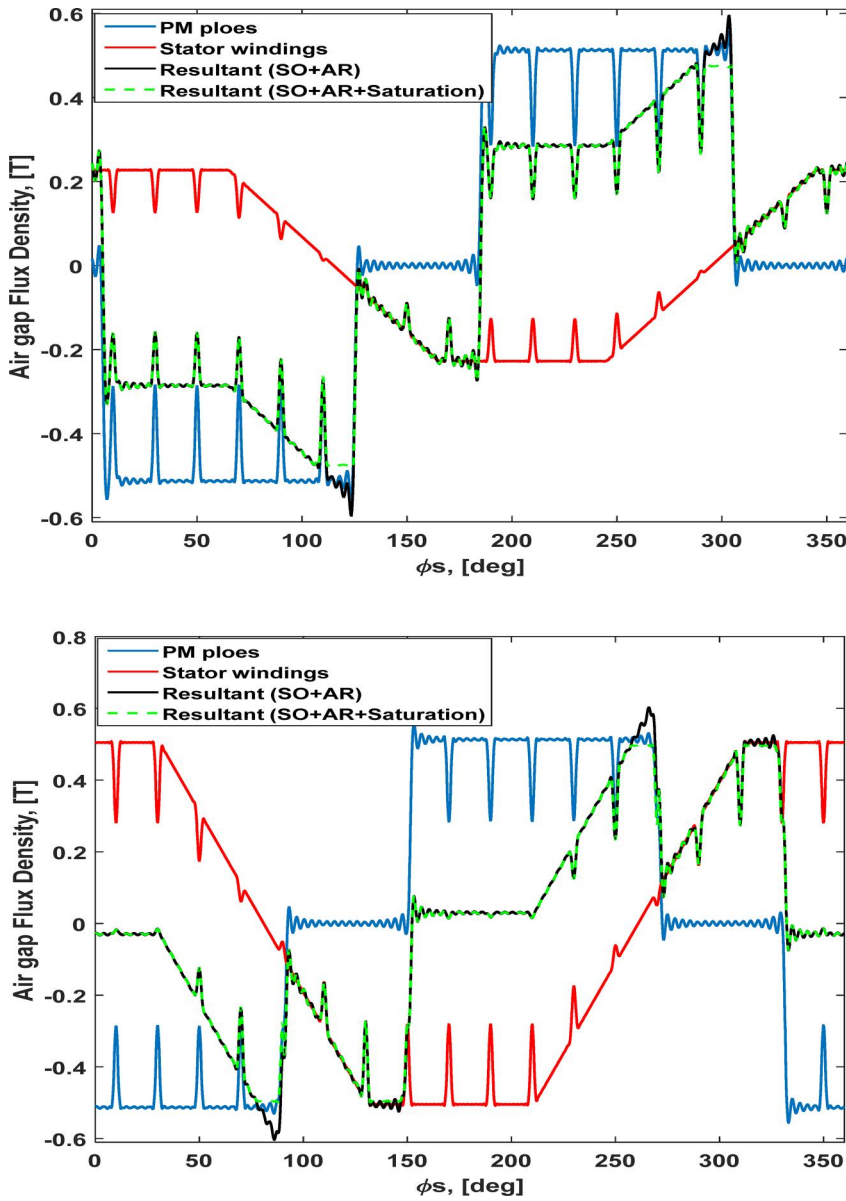 Air gap Flux Density, [T]
0.6
0.4
0.2
0
-0.2
-0.4
-0.6
PM ploes
Stator windings
Resultant (SO+AR)
Resultant (SO+AR+Saturation)
0 50 100 150 200 250 300 350
ϕs, [deg]
Air gap Flux Density, [T]
0.8
0.6
0.4
0.2
0
-0.2
-0.4
-0.6
PM ploes
Stator windings
Resultant (SO+AR)
Resultant (SO+AR+Saturation)
0 50 100 150 200 250 300 350
ϕs, [deg]